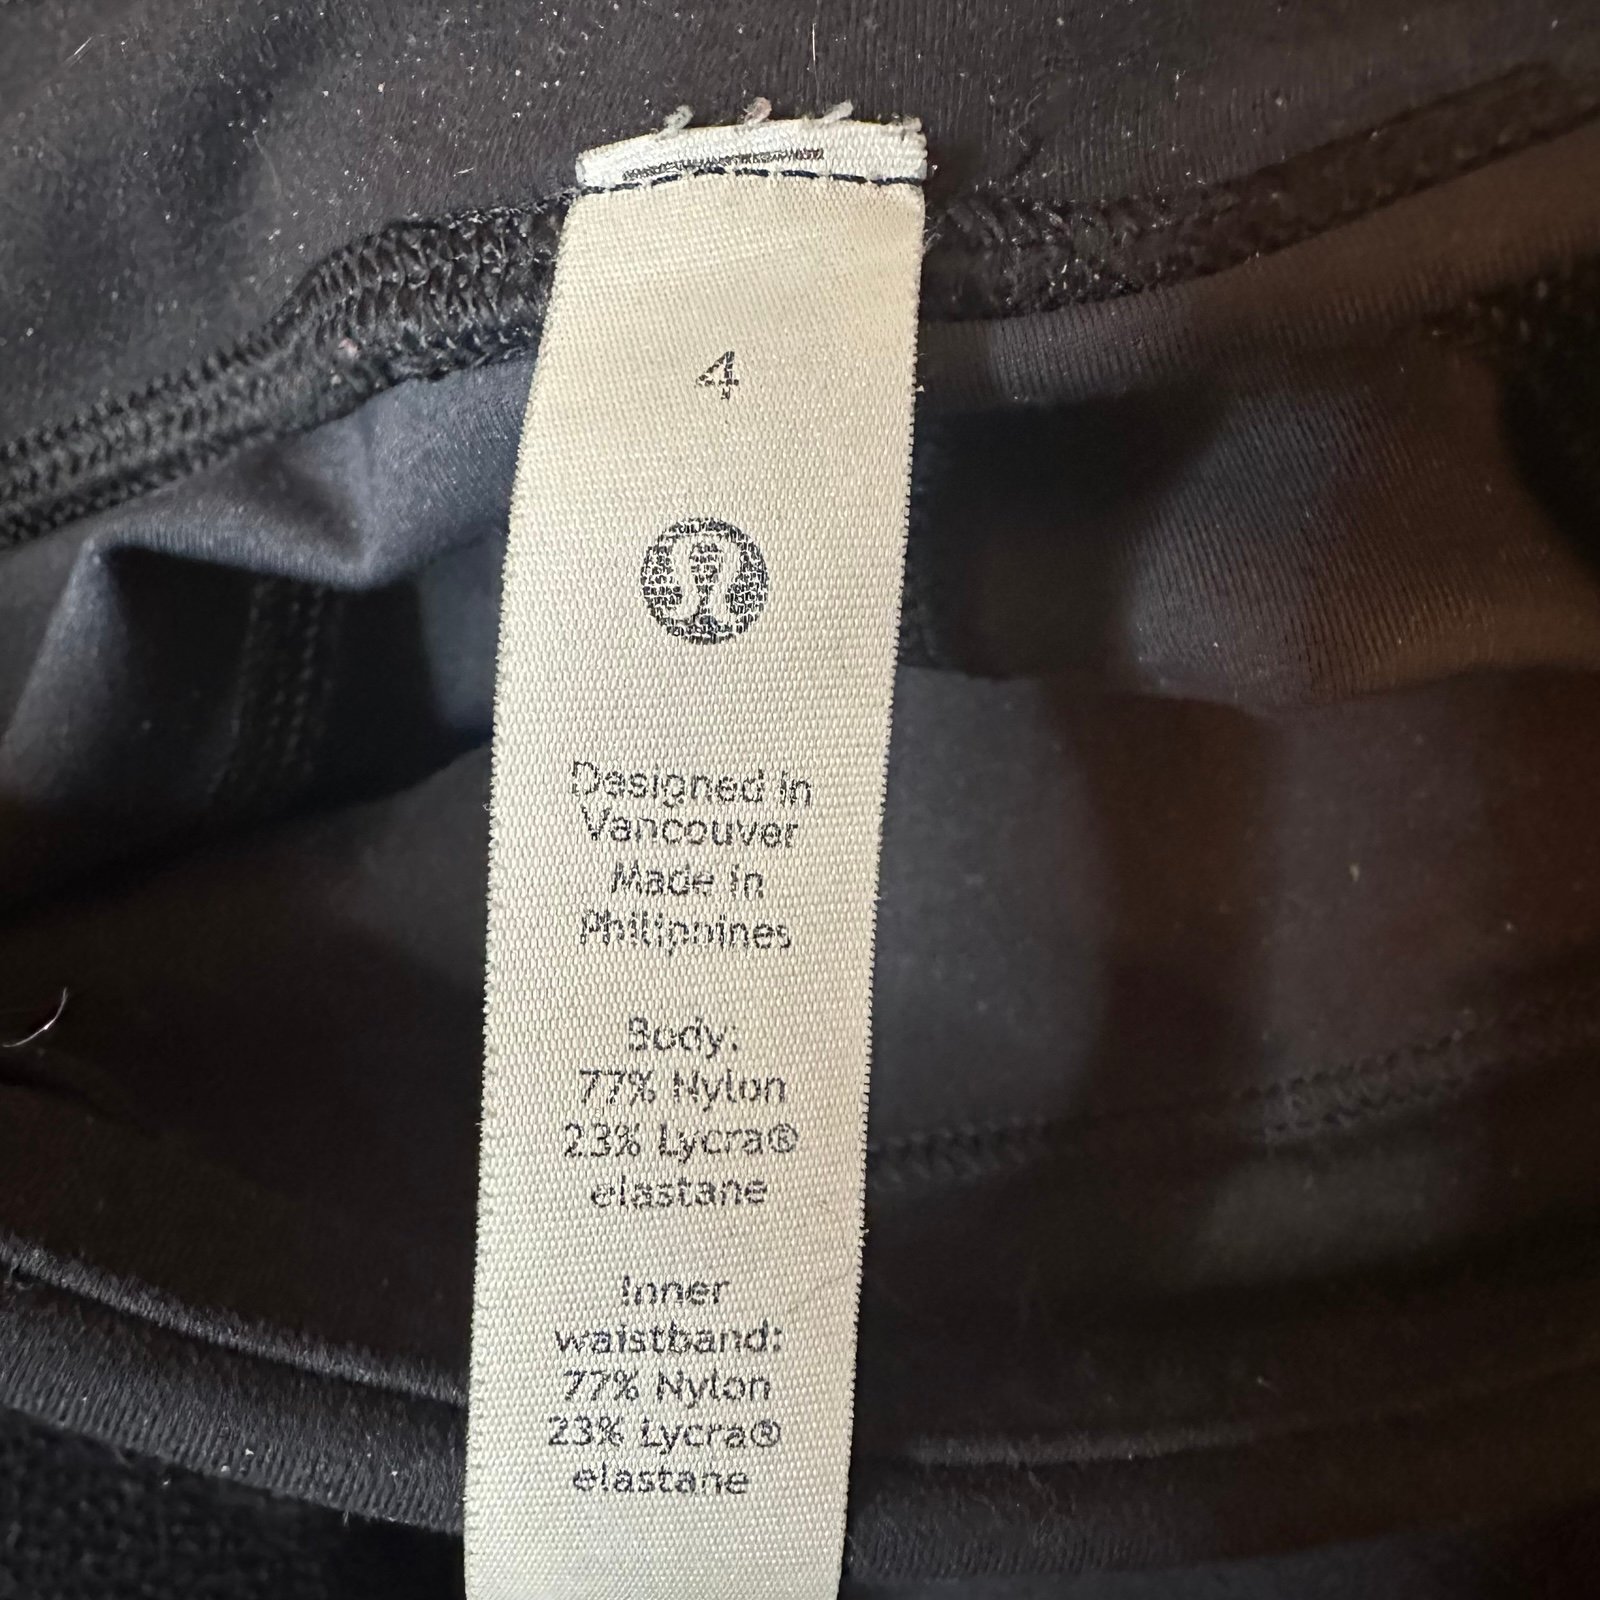 4
Designed in
Vancouver
Made in
Philippines
Body:
77% Nylon
23% Lycra®
elastane
Inner
waistband:
77% Nylon
23% Lycra®
elastane